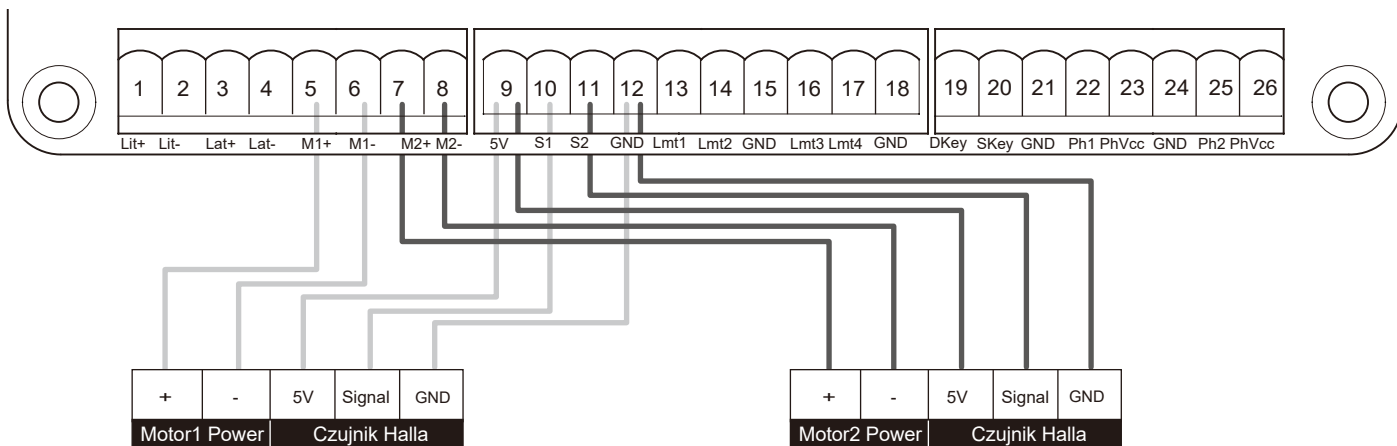 1 2 3 4 5 6 7 8 9 10 11 12 13 14 15 16 17 18 19 20 21 22 23 24 25 26
Lit+ Lit- Lat+ Lat- M1+ M1- M2+ M2- 5V S1 S2 GND Lmt1 Lmt2 GND Lmt3 Lmt4 GND DKey SKey GND Ph1 PhVcc GND Ph2 PhVcc
+ - 5V Signal GND + - 5V Signal GND
Motor1 Power Czujnik Halla Motor2 Power Czujnik Halla